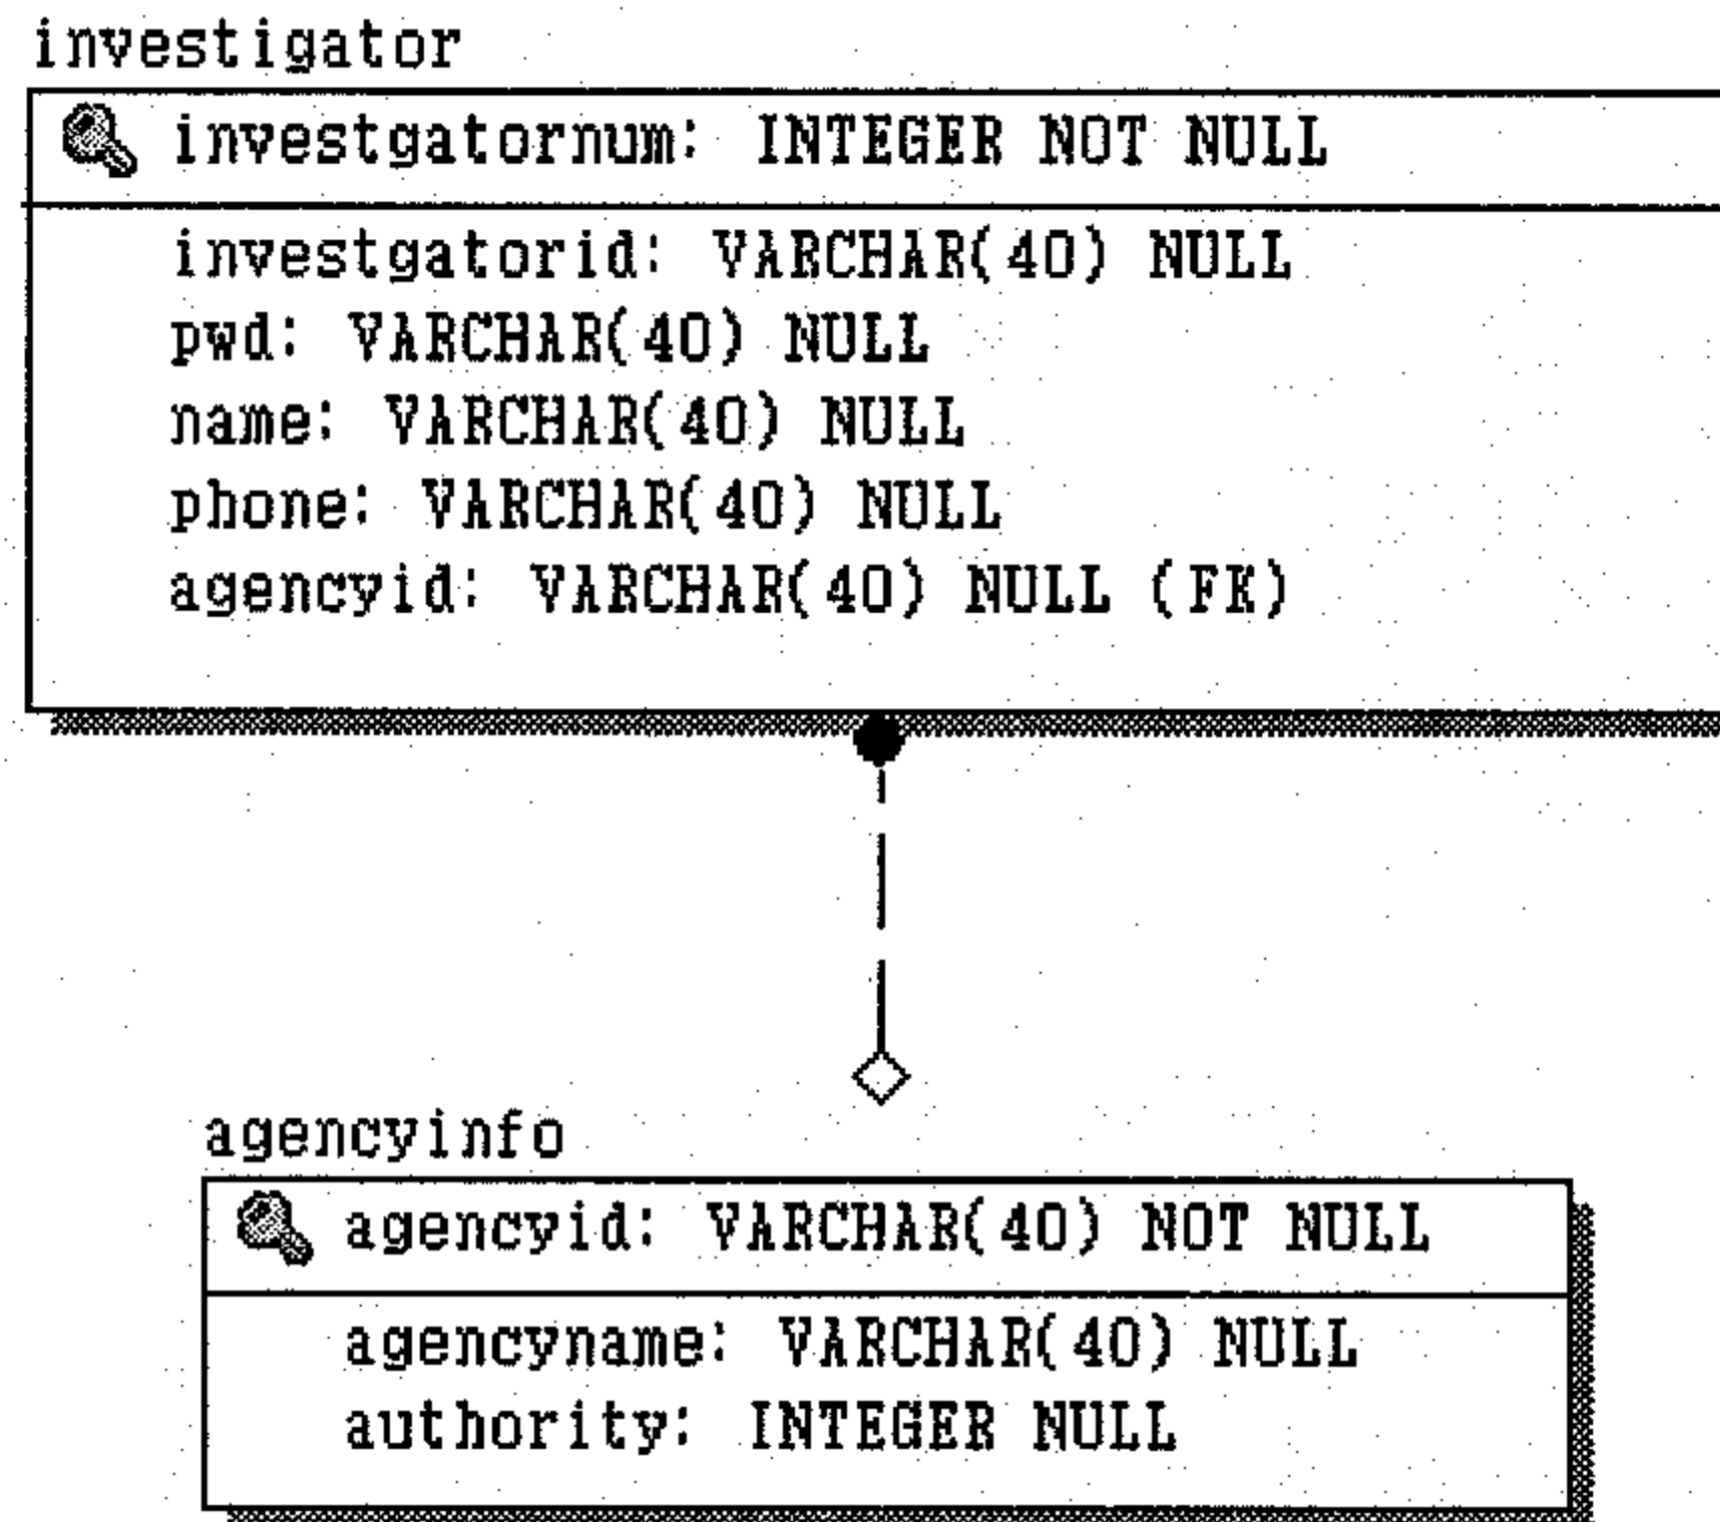 investigator
investgatornum: INTEGER NOT NULL
investgatorid: VARCHAR(40) NULL
pwd: VARCHAR(40) NULL
name: VARCHAR(40) NULL
phone: VARCHAR(40) NULL
agencyid: VARCHAR(40) NULL (FK)
agencyinfo
agencyid: VARCHAR(40) NOT NULL
agencyname: VARCHAR(40) NULL
authority: INTEGER NULL